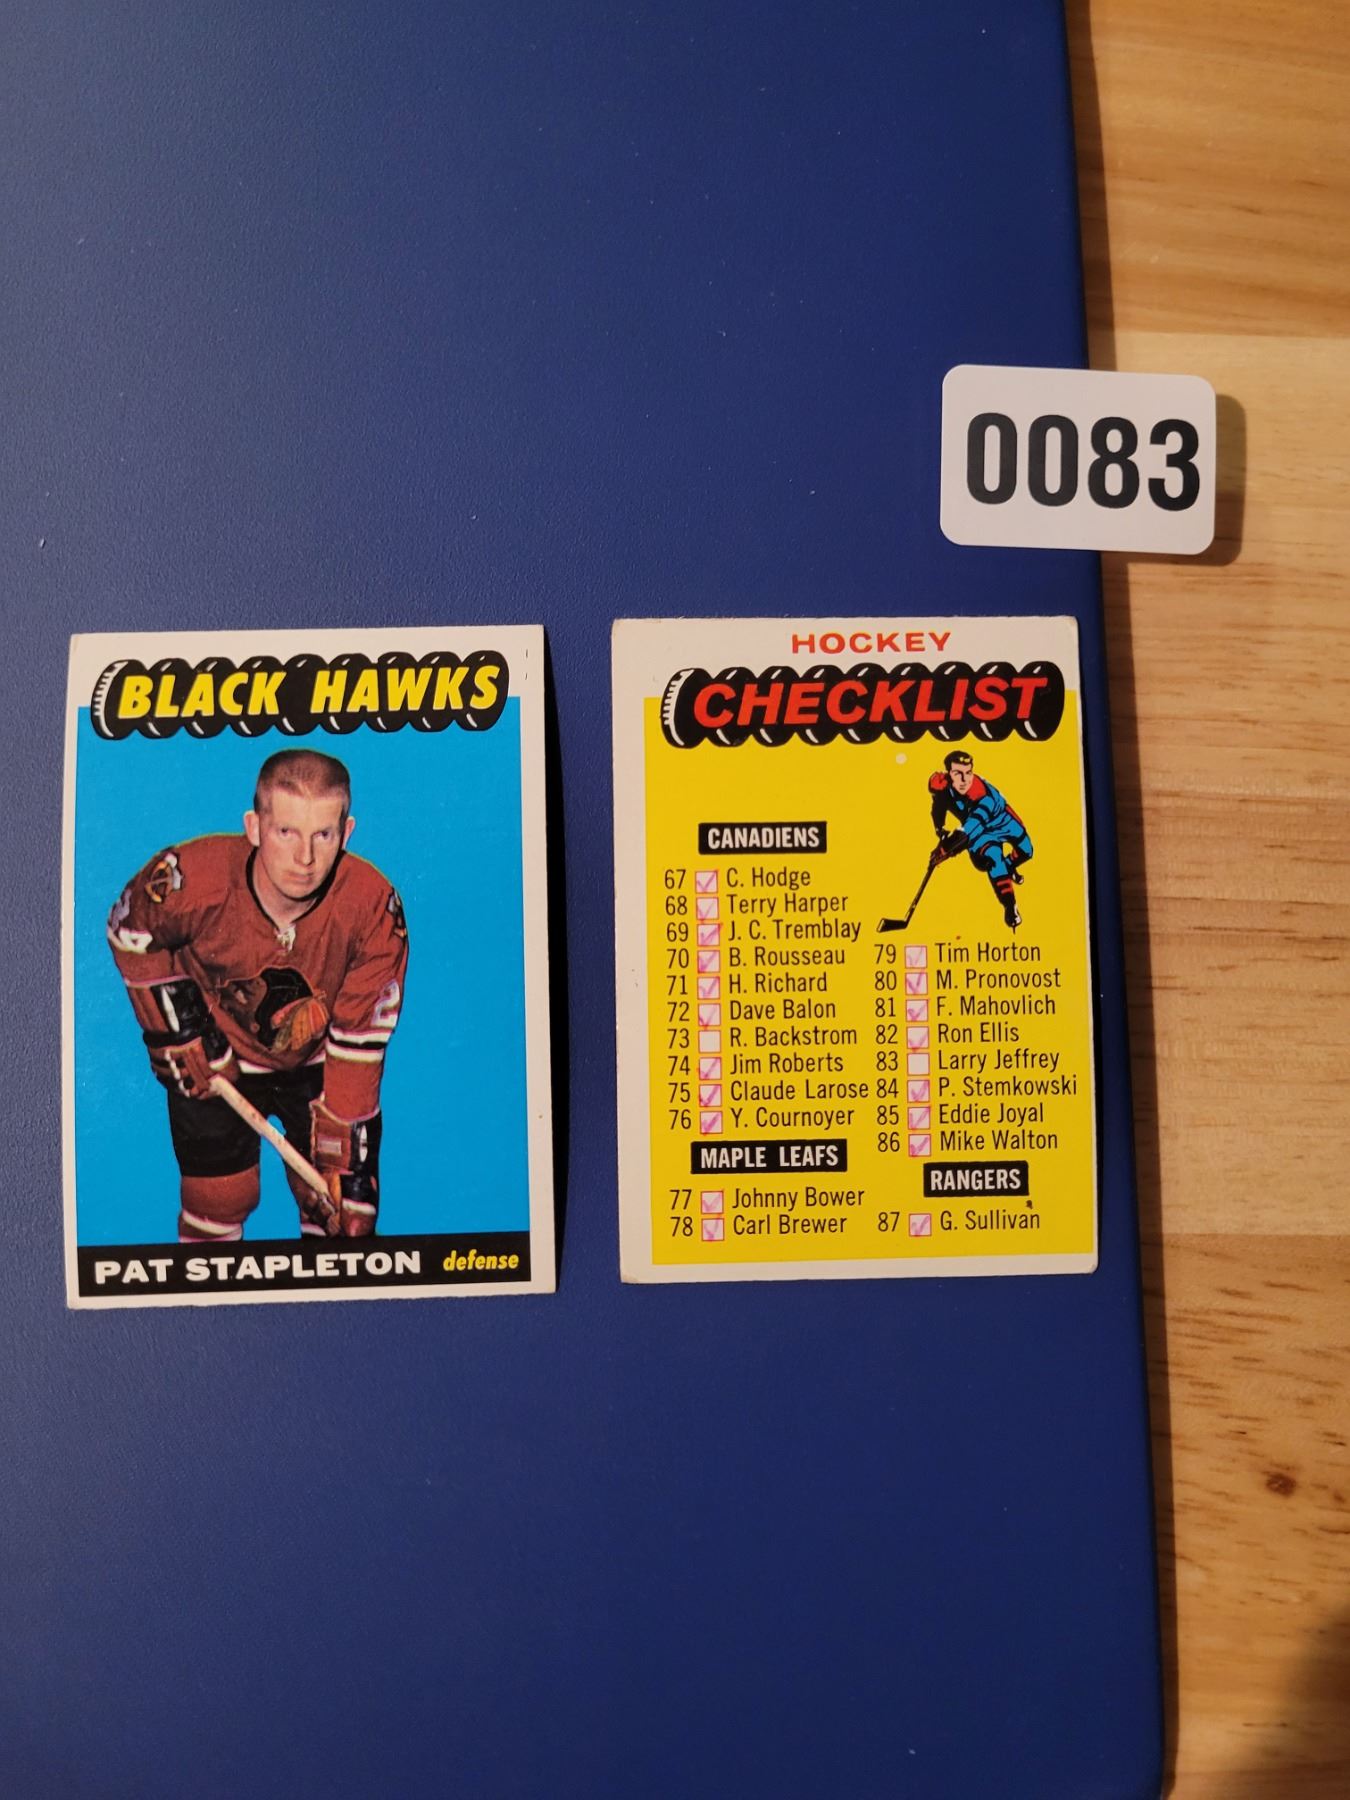 0083
BLACK HAWKS
PAT STAPLETON defense
HOCKEY
CHECKLIST
CANADIENS
67 C. Hodge
68 Terry Harper
69 J. C. Tremblay
70 B. Rousseau
71 H. Richard
72 Dave Balon
73 R. Backstrom
74 Jim Roberts
75 Claude Larose
76 Y. Cournoyer
MAPLE LEAFS
77 Johnny Bower
78 Carl Brewer
79 Tim Horton
80 M. Pronovost
81 F. Mahovlich
82 Ron Ellis
83 Larry Jeffrey
84 P. Stemkowski
85 Eddie Joyal
86 Mike Walton
RANGERS
87 G. Sullivan